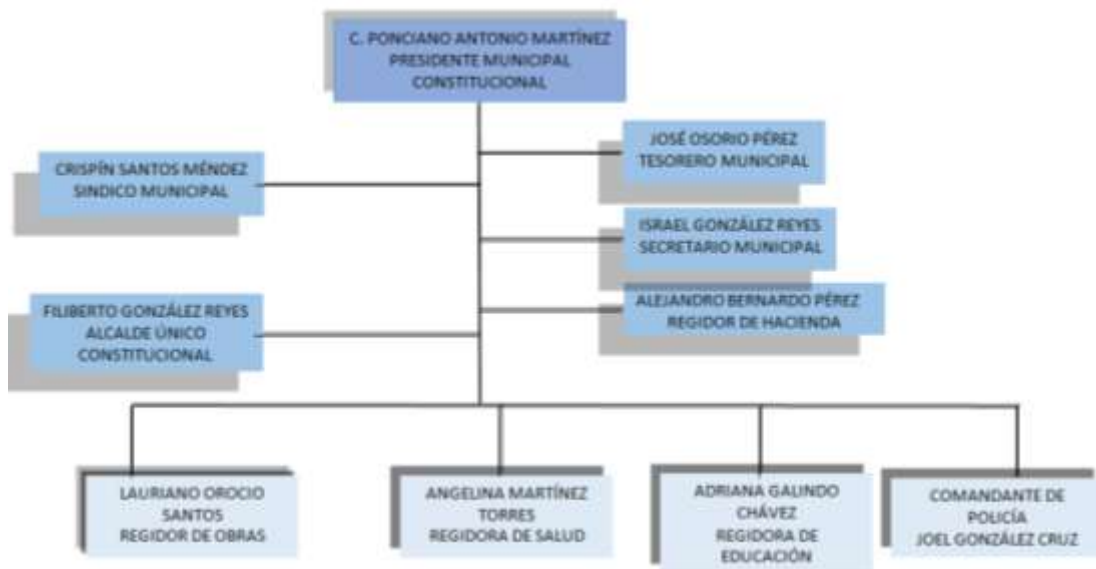 C. PONCIANO ANTONIO MARTÍNEZ
PRESIDENTE MUNICIPAL
CONSTITUCIONAL
CRISPÍN SANTOS MÉNDEZ
SINDICO MUNICIPAL
JOSÉ OSORIO PÉREZ
TESORERO MUNICIPAL
ISRAEL GONZÁLEZ REYES
SECRETARIO MUNICIPAL
FILIBERTO GONZÁLEZ REYES
ALCALDE ÚNICO
CONSTITUCIONAL
ALEJANDRO BERNARDO PÉREZ
REGIDOR DE HACIENDA
LAURIANO OROCIO
SANTOS
REGIDOR DE OBRAS
ANGELINA MARTÍNEZ
TORRES
REGIDORA DE SALUD
ADRIANA GALINDO
CHÁVEZ
REGIDORA DE
EDUCACIÓN
COMANDANTE DE
POLICÍA
JOEL GONZÁLEZ CRUZ